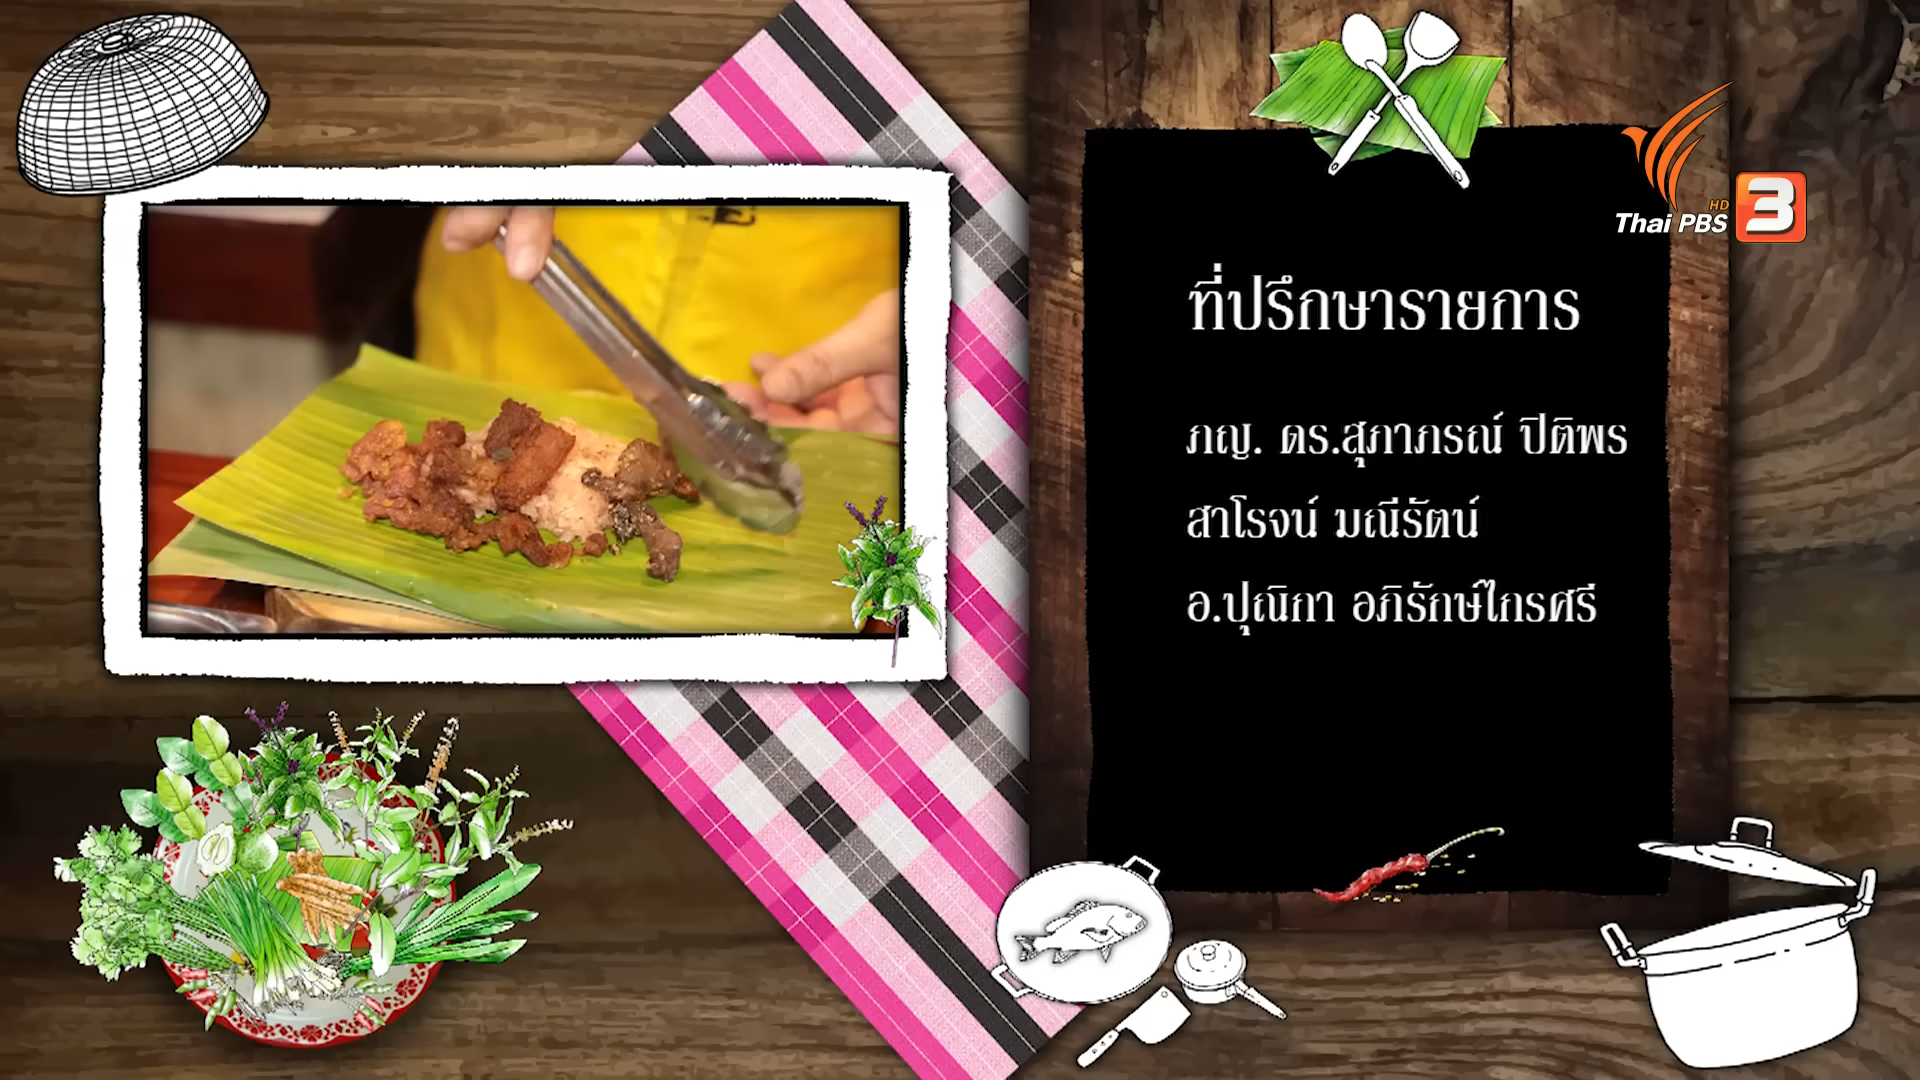 HD
Thai PBS 3
ที่ปรึกษารายการ
ภญ. ดร.สุภาภรณ์ ปิติพร
สาโรจน์ มณีรัตน์
อ.ปุณิกา อภิรักษ์ไกรศรี